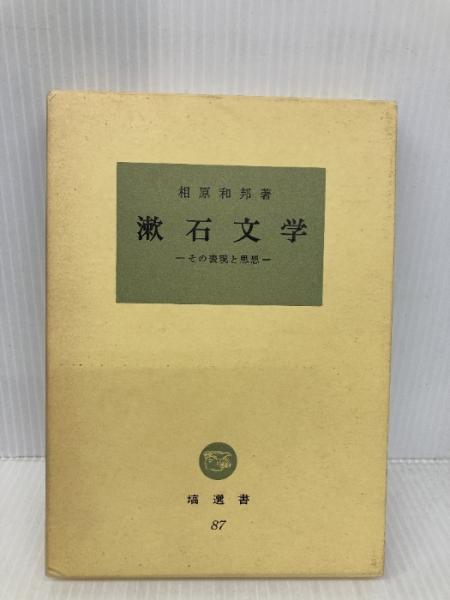 相原和邦著
漱石文学
―その表現と思想―
塙選書
87